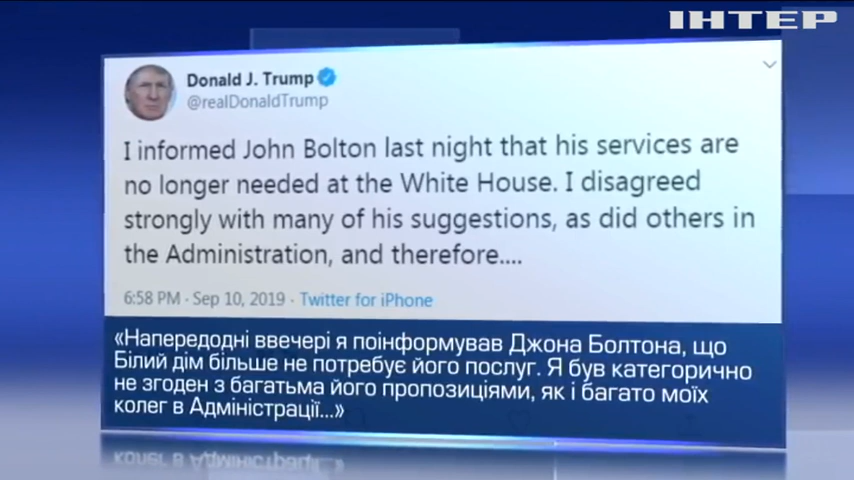 ІНТЕР
Donald J. Trump
@realDonaldTrump
I informed John Bolton last night that his services are
no longer needed at the White House. I disagreed
strongly with many of his suggestions, as did others in
the Administration, and therefore....
6:58 PM · Sep 10, 2019 · Twitter for iPhone
«Напередодні ввечері я поінформував Джона Болтона, що
Білий дім більше не потребує його послуг. Я був категорично
не згоден з багатьма його пропозиціями, як і багато моїх
колег в Адміністрації...»